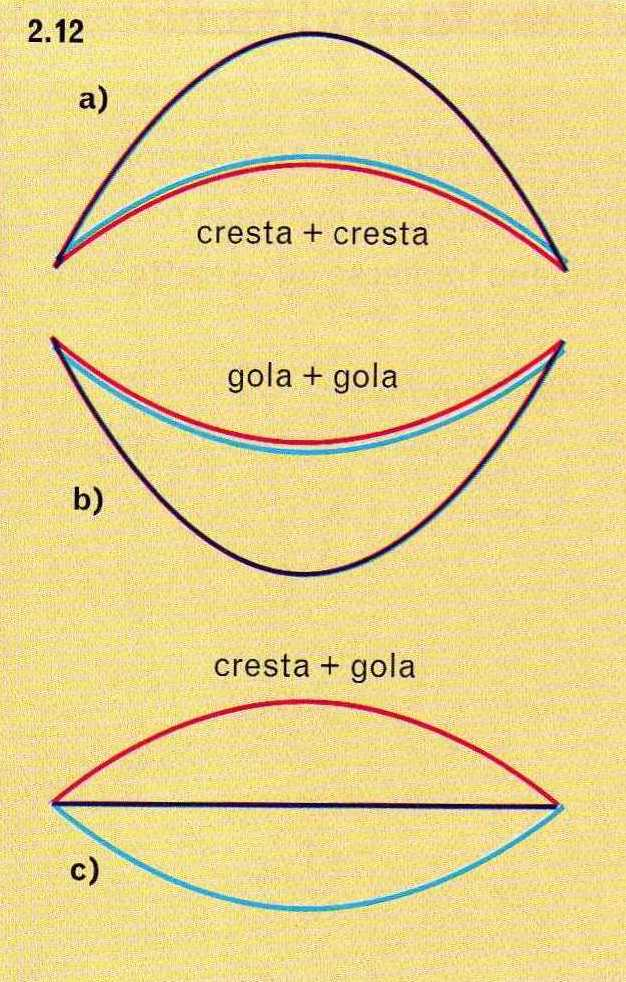 2.12
a)
cresta + cresta
gola + gola
b)
cresta + gola
c)